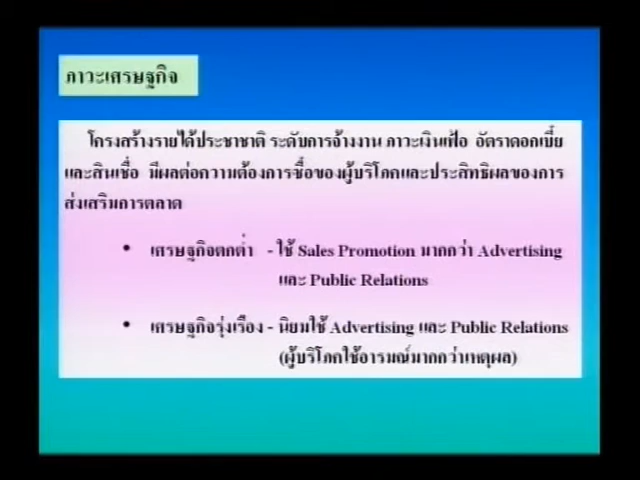 ภาวะเศรษฐกิจ
โครงสร้างรายได้ประชาชาติ ระดับการจ้างงาน ภาวะเงินเฟ้อ อัตราดอกเบี้ย
และสินเชื่อ มีผลต่อความต้องการซื้อของผู้บริโภคและประสิทธิผลของการ
ส่งเสริมการตลาด
• เศรษฐกิจตกต่ำ - ใช้ Sales Promotion มากกว่า Advertising
และ Public Relations
• เศรษฐกิจรุ่งเรือง - นิยมใช้ Advertising และ Public Relations
(ผู้บริโภคใช้อารมณ์มากกว่าเหตุผล)